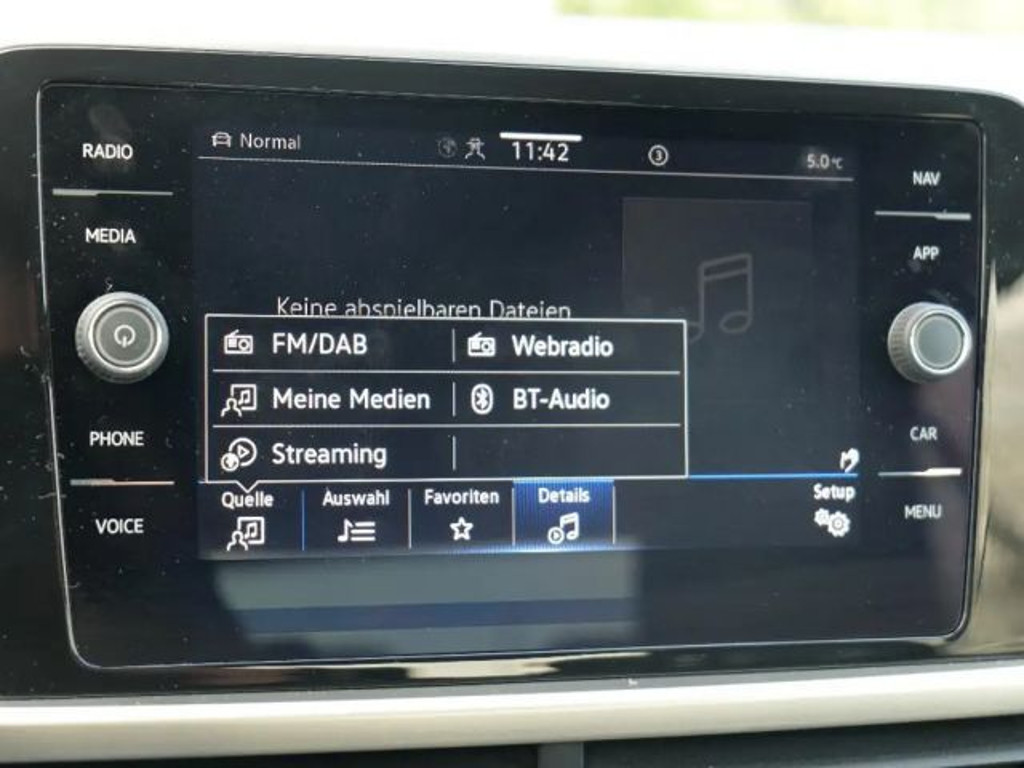 RADIO
MEDIA
PHONE
VOICE
Normal
11:42
3
5.0°C
Keine abspielbaren Dateien
FM/DAB
Webradio
Meine Medien
BT-Audio
Streaming
Quelle
Auswahl
Favoriten
Details
Setup
NAV
APP
CAR
MENU